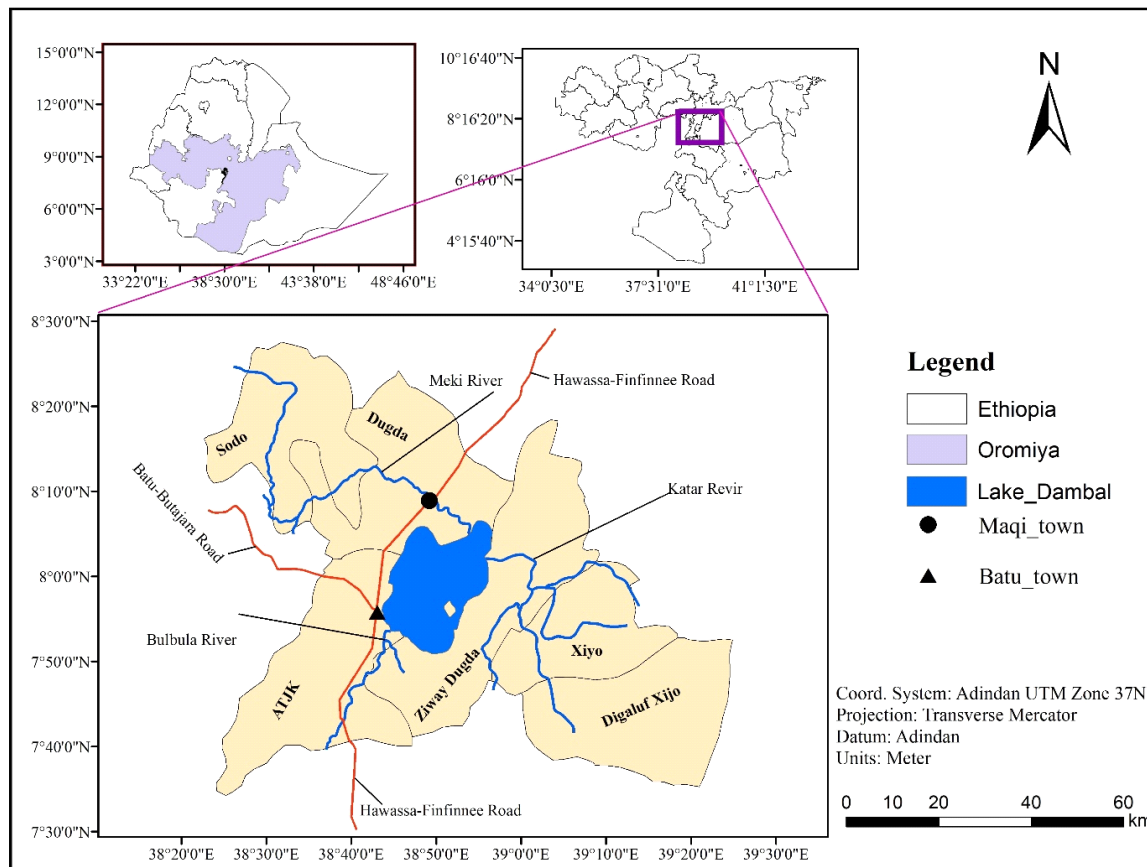 15°0'0"N
12°0'0"N
9°0'0"N
6°0'0"N
3°0'0"N
33°22'0"E
38°30'0"E
43°38'0"E
48°46'0"E
10°16'40"N
8°16'20"N
6°16'0"N
4°15'40"N
34°0'30"E
37°31'0"E
41°1'30"E
N
8°30'0"N
8°20'0"N
8°10'0"N
8°0'0"N
7°50'0"N
7°40'0"N
7°30'0"N
38°20'0"E
38°30'0"E
38°40'0"E
38°50'0"E
39°0'0"E
39°10'0"E
39°20'0"E
39°30'0"E
Meki River
Hawassa-Finfinnee Road
Sodo
Dugda
Batu-Butajara Road
Katar Revir
Bulbula River
ATJK
Ziway Dugda
Xiyo
Digaluf Xijo
Hawassa-Finfinnee Road
Legend
Ethiopia
Oromiya
Lake_Dambal
Maqi_town
Batu_town
Coord. System: Adindan UTM Zone 37N
Projection: Transverse Mercator
Datum: Adindan
Units: Meter
0 10 20 40 60
km